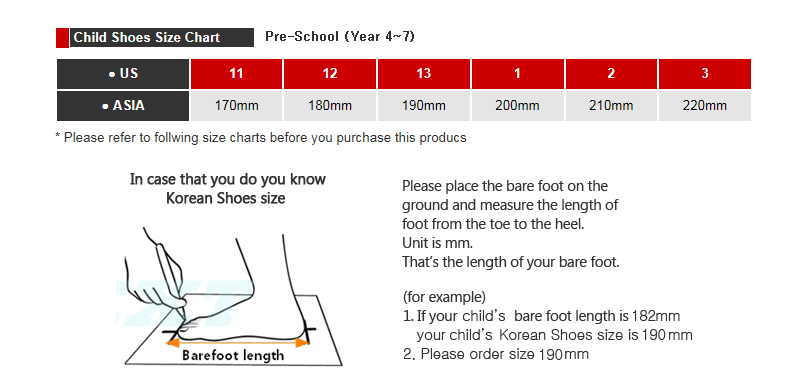 Child Shoes Size Chart Pre-School (Year 4~7)
● US 11 12 13 1 2 3
● ASIA 170mm 180mm 190mm 200mm 210mm 220mm
* Please refer to follwing size charts before you purchase this producs
In case that you do you know
Korean Shoes size
Barefoot length
Please place the bare foot on the
ground and measure the length of
foot from the toe to the heel.
Unit is mm.
That's the length of your bare foot.
(for example)
1. If your child's bare foot length is 182mm
your child's Korean Shoes size is 190mm
2. Please order size 190mm